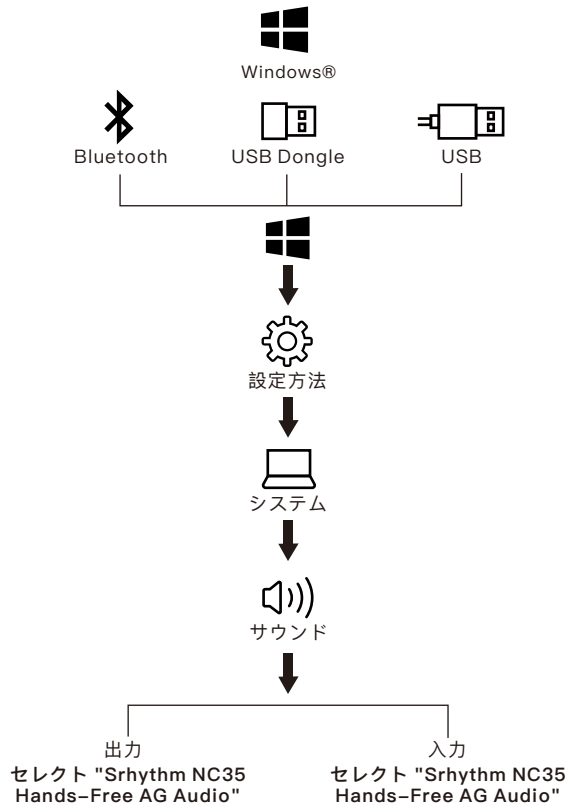 Windows®
Bluetooth
USB Dongle
USB
設定方法
システム
サウンド
出力
セレクト "Srhythm NC35
Hands–Free AG Audio"
入力
セレクト "Srhythm NC35
Hands–Free AG Audio"